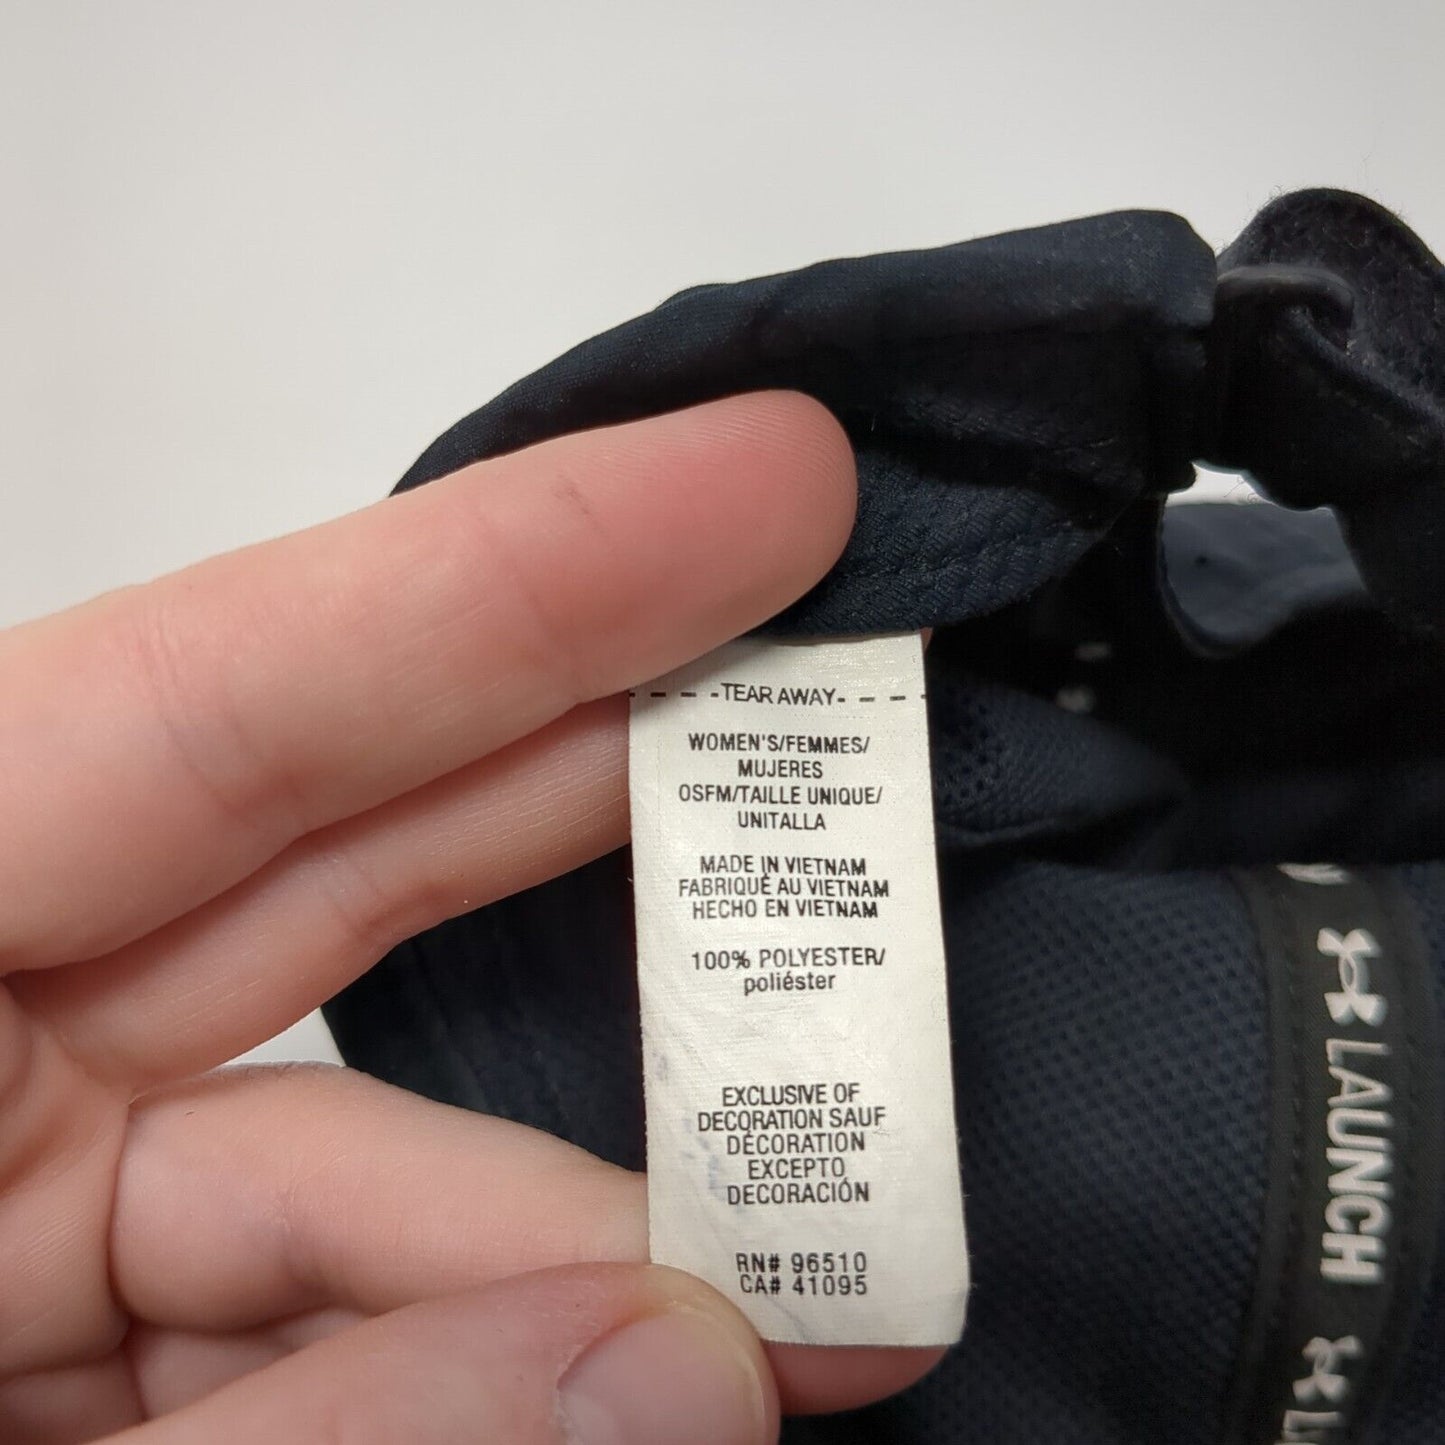 TEAR AWAY
WOMEN'S/FEMMES/
MUJERES
OSFM/TAILLE UNIQUE/
UNITALLA
MADE IN VIETNAM
FABRIQUÉ AU VIETNAM
HECHO EN VIETNAM
100% POLYESTER/
poliéster
EXCLUSIVE OF
DECORATION SAUF
DÉCORATION
EXCEPTO
DECORACIÓN
RN# 96510
CA# 41095
LAUNCH